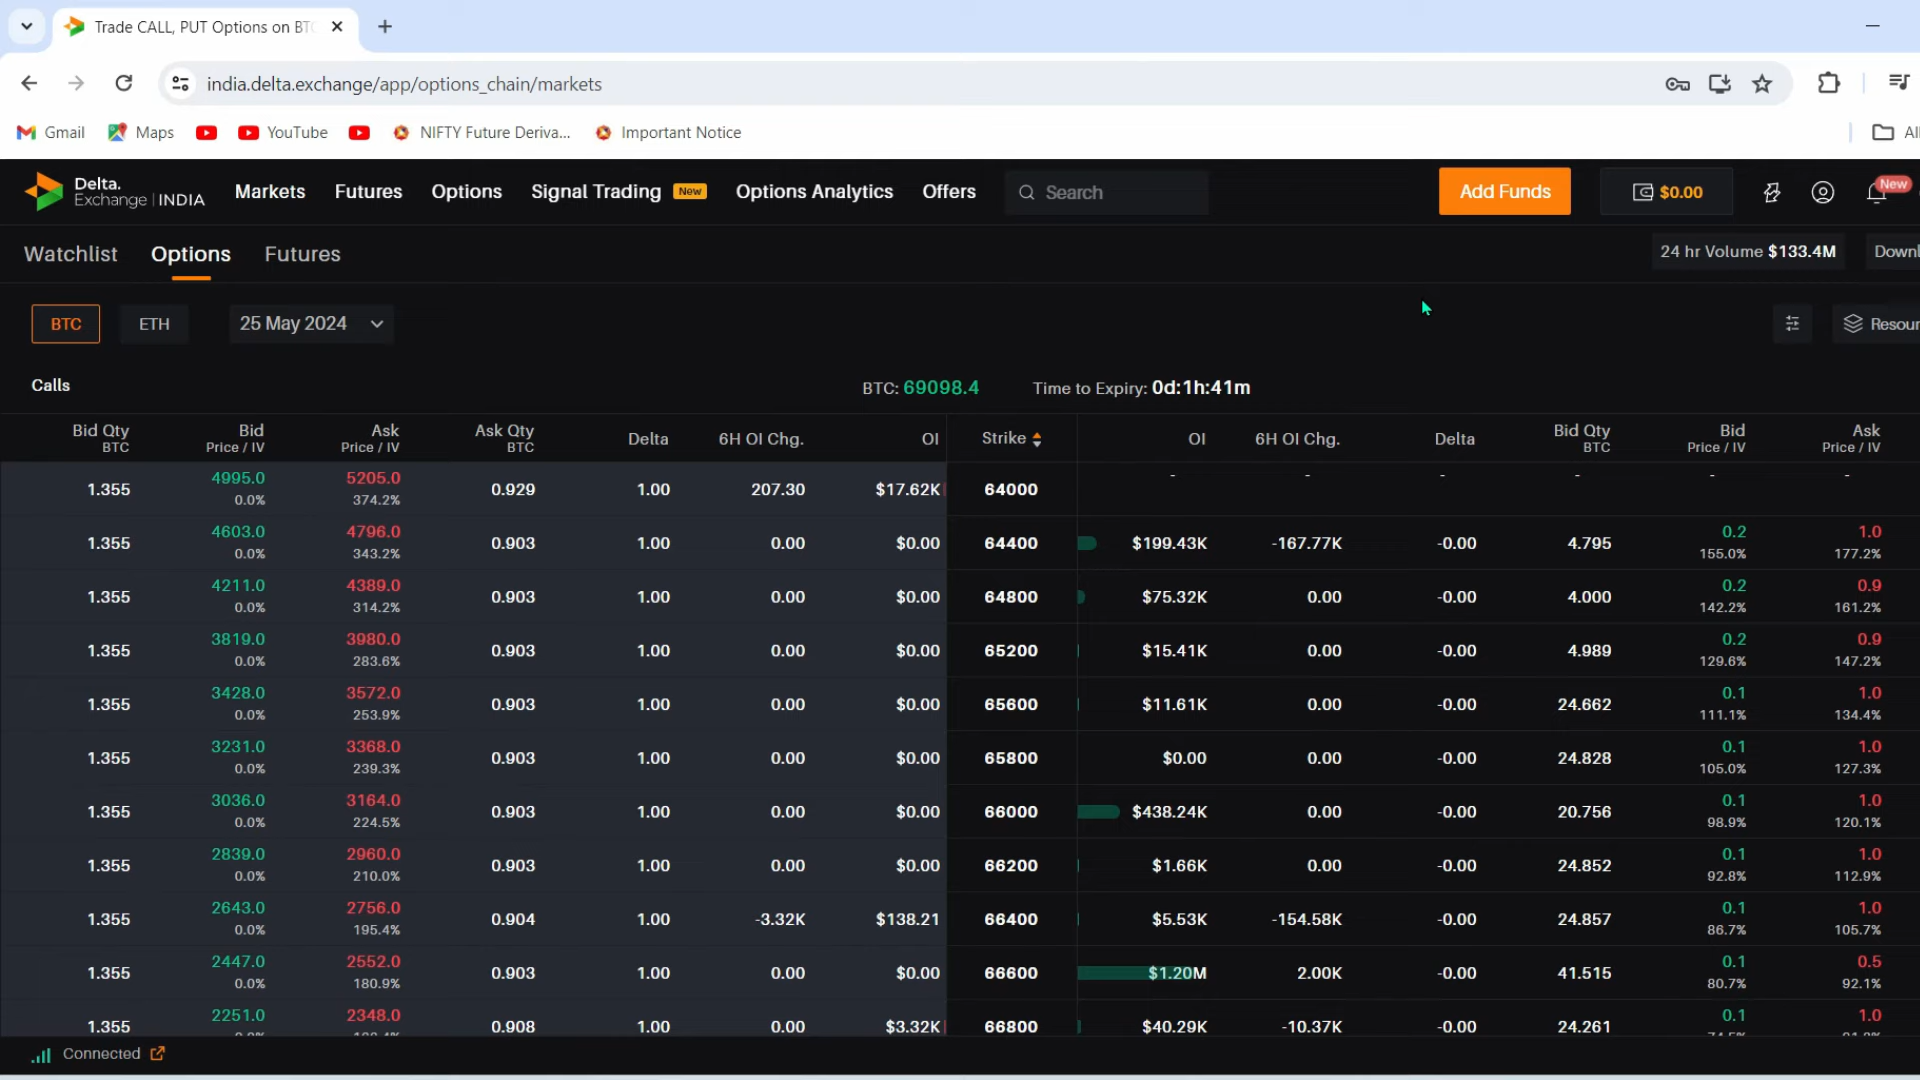 Trade CALL, PUT Options on BTC
india.delta.exchange/app/options_chain/markets
Gmail Maps YouTube NIFTY Future Deriva... Important Notice All
Delta. Exchange | INDIA Markets Futures Options Signal Trading New Options Analytics Offers Search Add Funds $0.00 New
Watchlist Options Futures 24 hr Volume $133.4M Downl
BTC ETH 25 May 2024 Resour
Calls BTC: 69098.4 Time to Expiry: 0d:1h:41m
Bid Qty Bid Ask Ask Qty Delta 6H OI Chg. OI Strike OI 6H OI Chg. Delta Bid Qty Bid Ask
BTC Price / IV Price / IV BTC BTC Price / IV Price / IV
1.355 4995.0 5205.0 0.929 1.00 207.30 $17.62K 64000 - - - - - -
0.0% 374.2%
1.355 4603.0 4796.0 0.903 1.00 0.00 $0.00 64400 $199.43K -167.77K -0.00 4.795 0.2 1.0
0.0% 343.2% 155.0% 177.2%
1.355 4211.0 4389.0 0.903 1.00 0.00 $0.00 64800 $75.32K 0.00 -0.00 4.000 0.2 0.9
0.0% 314.2% 142.2% 161.2%
1.355 3819.0 3980.0 0.903 1.00 0.00 $0.00 65200 $15.41K 0.00 -0.00 4.989 0.2 0.9
0.0% 283.6% 129.6% 147.2%
1.355 3428.0 3572.0 0.903 1.00 0.00 $0.00 65600 $11.61K 0.00 -0.00 24.662 0.1 1.0
0.0% 253.9% 111.1% 134.4%
1.355 3231.0 3368.0 0.903 1.00 0.00 $0.00 65800 $0.00 0.00 -0.00 24.828 0.1 1.0
0.0% 239.3% 105.0% 127.3%
1.355 3036.0 3164.0 0.903 1.00 0.00 $0.00 66000 $438.24K 0.00 -0.00 20.756 0.1 1.0
0.0% 224.5% 98.9% 120.1%
1.355 2839.0 2960.0 0.903 1.00 0.00 $0.00 66200 $1.66K 0.00 -0.00 24.852 0.1 1.0
0.0% 210.0% 92.8% 112.9%
1.355 2643.0 2756.0 0.904 1.00 -3.32K $138.21 66400 $5.53K -154.58K -0.00 24.857 0.1 1.0
0.0% 195.4% 86.7% 105.7%
1.355 2447.0 2552.0 0.903 1.00 0.00 $0.00 66600 $1.20M 2.00K -0.00 41.515 0.1 0.5
0.0% 180.9% 80.7% 92.1%
1.355 2251.0 2348.0 0.908 1.00 0.00 $3.32K 66800 $40.29K -10.37K -0.00 24.261 0.1 1.0
Connected